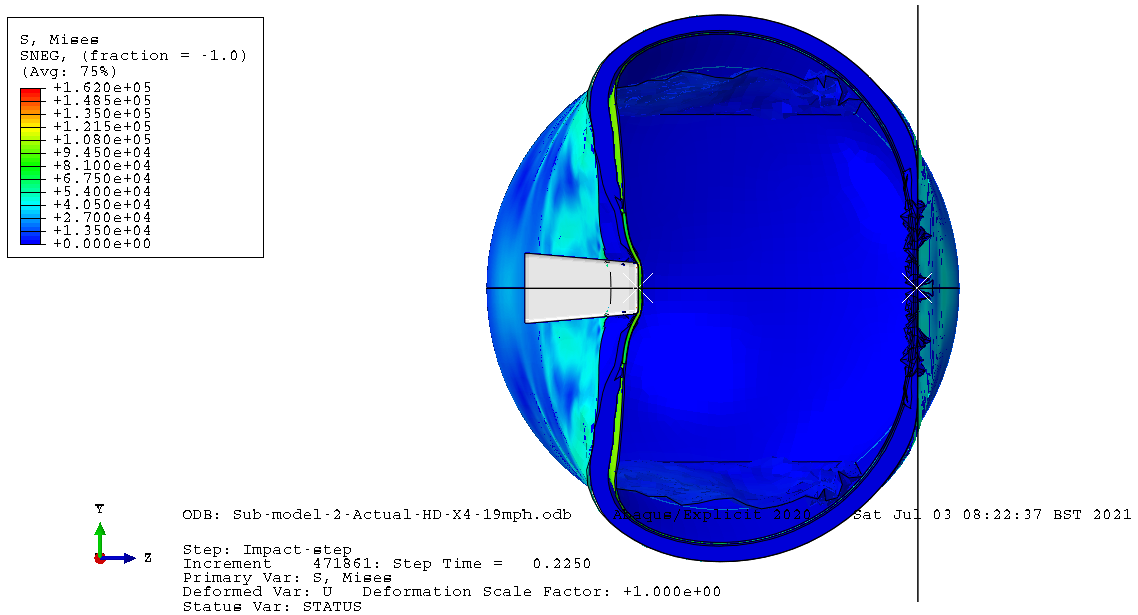 S, Mises
SNEG, (fraction = -1.0)
(Avg: 75%)
+1.620e+05
+1.485e+05
+1.350e+05
+1.215e+05
+1.080e+05
+9.450e+04
+8.100e+04
+6.750e+04
+5.400e+04
+4.050e+04
+2.700e+04
+1.350e+04
+0.000e+00
Y
Z
ODB: Sub-model-2-Actual-HD-X4-19mph.odb Abaqus/Explicit 2020 Sat Jul 03 08:22:37 BST 2021
Step: Impact-step
Increment 471861: Step Time = 0.2250
Primary Var: S, Mises
Deformed Var: U Deformation Scale Factor: +1.000e+00
Status Var: STATUS